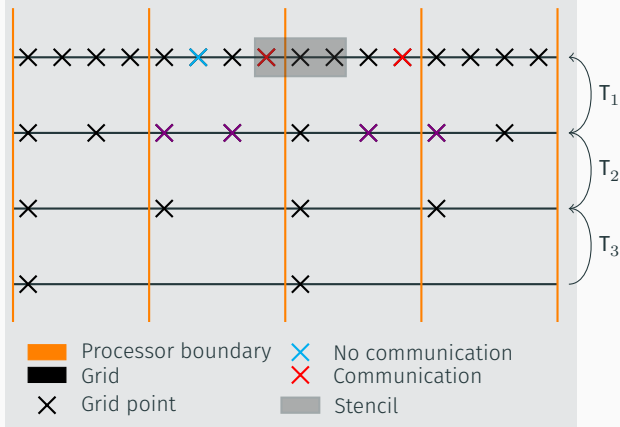 T1
T2
T3
Processor boundary
No communication
Grid
Communication
Grid point
Stencil